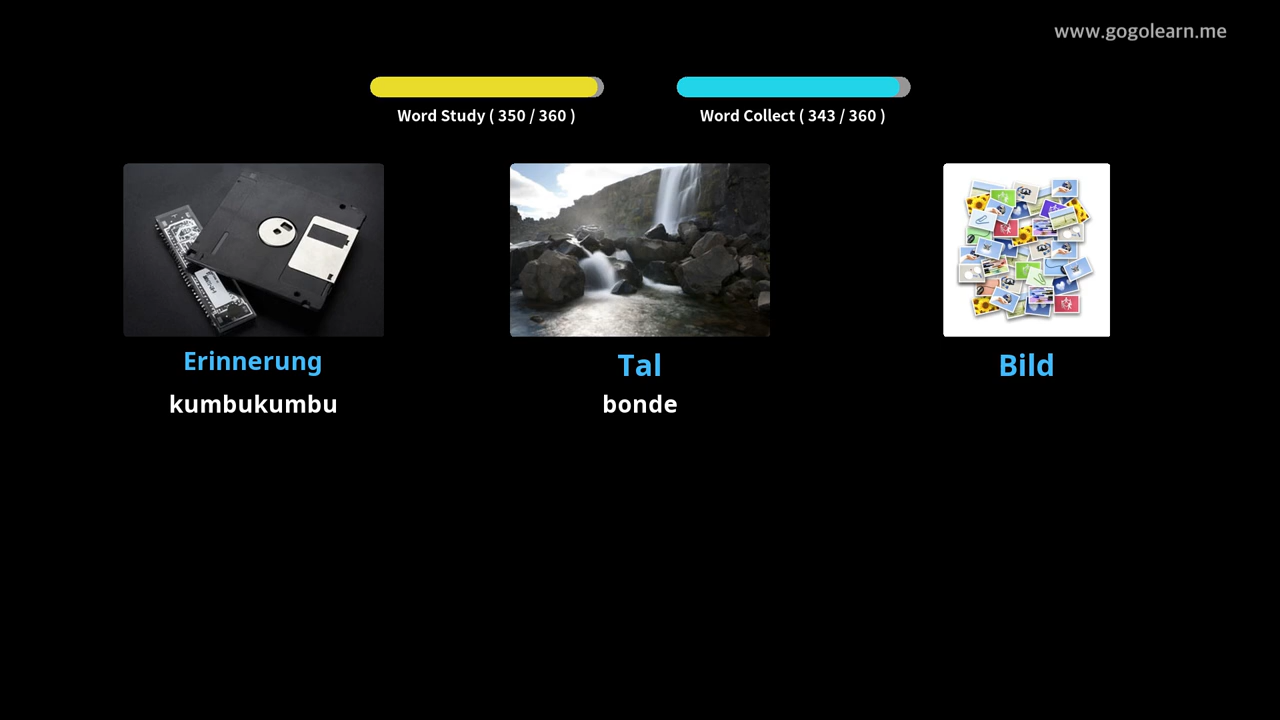 www.gogolearn.me
Word Study ( 350 / 360 )
Word Collect ( 343 / 360 )
Erinnerung
Tal
Bild
kumbukumbu
bonde